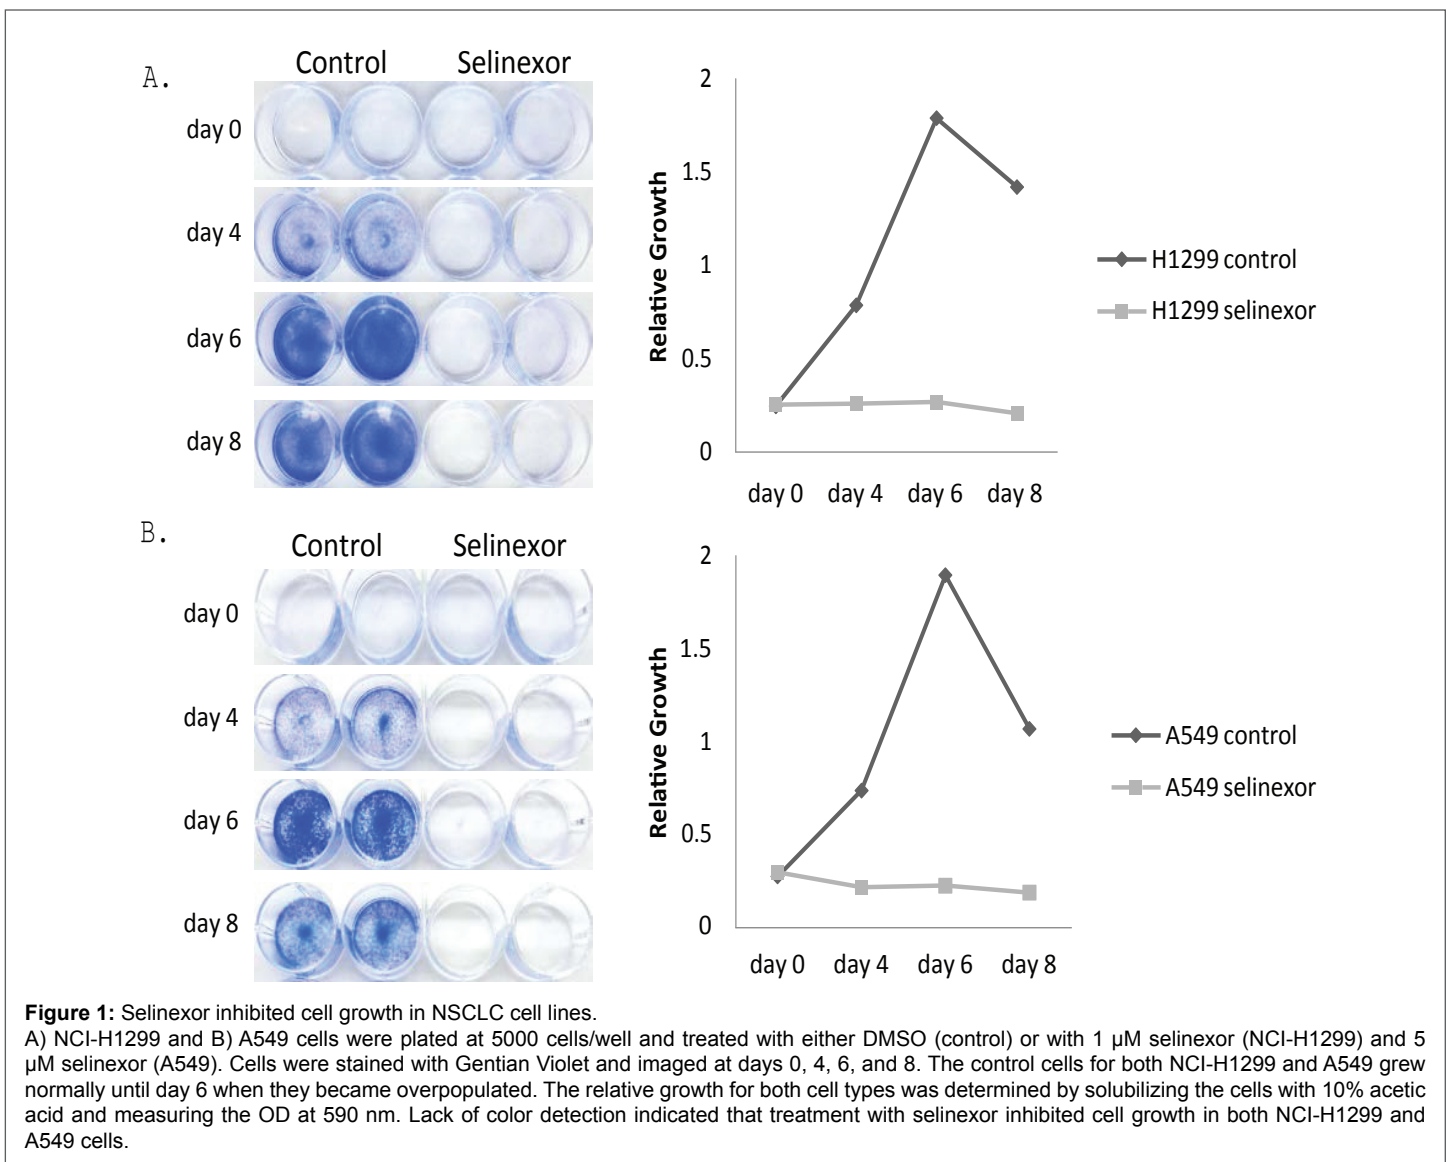 A.
Control Selinexor
day 0
day 4
day 6
day 8
Relative Growth
2
1.5
1
0.5
0
day 0 day 4 day 6 day 8
H1299 control
H1299 selinexor
B.
Control Selinexor
day 0
day 4
day 6
day 8
Relative Growth
2
1.5
1
0.5
0
day 0 day 4 day 6 day 8
A549 control
A549 selinexor
Figure 1: Selinexor inhibited cell growth in NSCLC cell lines.
A) NCI-H1299 and B) A549 cells were plated at 5000 cells/well and treated with either DMSO (control) or with 1 µM selinexor (NCI-H1299) and 5
µM selinexor (A549). Cells were stained with Gentian Violet and imaged at days 0, 4, 6, and 8. The control cells for both NCI-H1299 and A549 grew
normally until day 6 when they became overpopulated. The relative growth for both cell types was determined by solubilizing the cells with 10% acetic
acid and measuring the OD at 590 nm. Lack of color detection indicated that treatment with selinexor inhibited cell growth in both NCI-H1299 and
A549 cells.